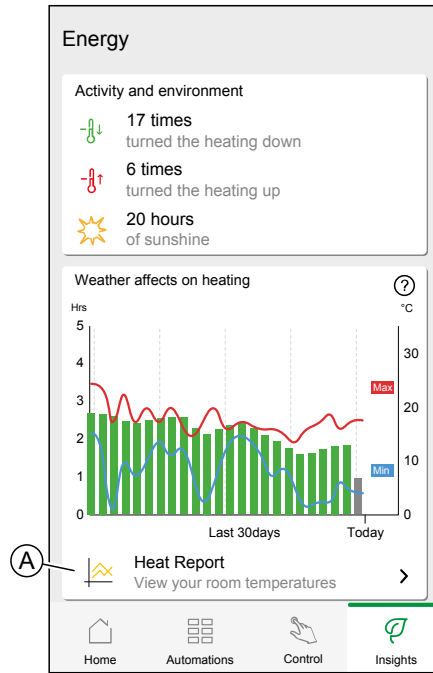 Energy
Activity and environment
17 times
turned the heating down
6 times
turned the heating up
20 hours
of sunshine
Weather affects on heating
?
Hrs
°C
5
4
3
2
1
0
30
20
10
0
Max
Min
Last 30days
Today
A
Heat Report
View your room temperatures
Home
Automations
Control
Insights